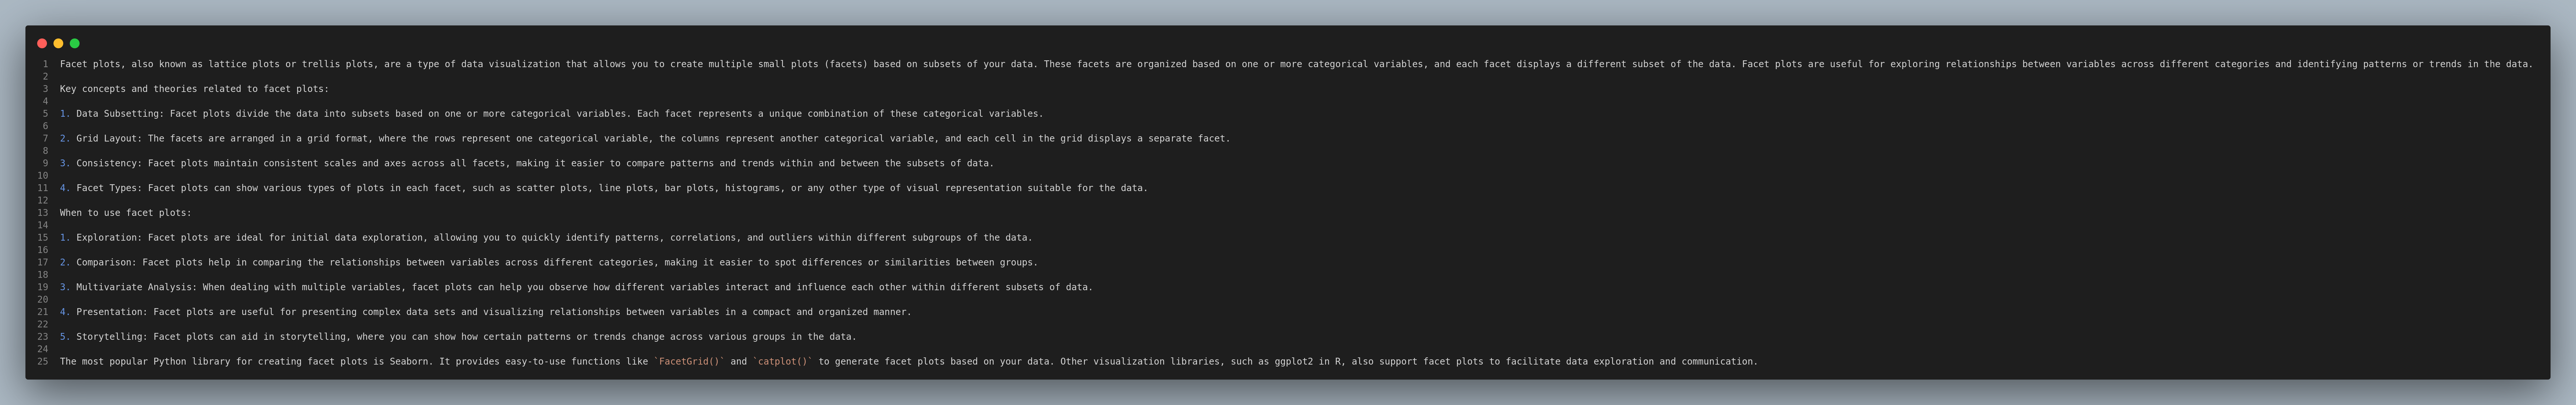 1 Facet plots, also known as lattice plots or trellis plots, are a type of data visualization that allows you to create multiple small plots (facets) based on subsets of your data. These facets are organized based on one or more categorical variables, and each facet displays a different subset of the data. Facet plots are useful for exploring relationships between variables across different categories and identifying patterns or trends in the data.
2
3 Key concepts and theories related to facet plots:
4
5 1. Data Subsetting: Facet plots divide the data into subsets based on one or more categorical variables. Each facet represents a unique combination of these categorical variables.
6
7 2. Grid Layout: The facets are arranged in a grid format, where the rows represent one categorical variable, the columns represent another categorical variable, and each cell in the grid displays a separate facet.
8
9 3. Consistency: Facet plots maintain consistent scales and axes across all facets, making it easier to compare patterns and trends within and between the subsets of data.
10
11 4. Facet Types: Facet plots can show various types of plots in each facet, such as scatter plots, line plots, bar plots, histograms, or any other type of visual representation suitable for the data.
12
13 When to use facet plots:
14
15 1. Exploration: Facet plots are ideal for initial data exploration, allowing you to quickly identify patterns, correlations, and outliers within different subgroups of the data.
16
17 2. Comparison: Facet plots help in comparing the relationships between variables across different categories, making it easier to spot differences or similarities between groups.
18
19 3. Multivariate Analysis: When dealing with multiple variables, facet plots can help you observe how different variables interact and influence each other within different subsets of data.
20
21 4. Presentation: Facet plots are useful for presenting complex data sets and visualizing relationships between variables in a compact and organized manner.
22
23 5. Storytelling: Facet plots can aid in storytelling, where you can show how certain patterns or trends change across various groups in the data.
24
25 The most popular Python library for creating facet plots is Seaborn. It provides easy-to-use functions like `FacetGrid()` and `catplot()` to generate facet plots based on your data. Other visualization libraries, such as ggplot2 in R, also support facet plots to facilitate data exploration and communication.